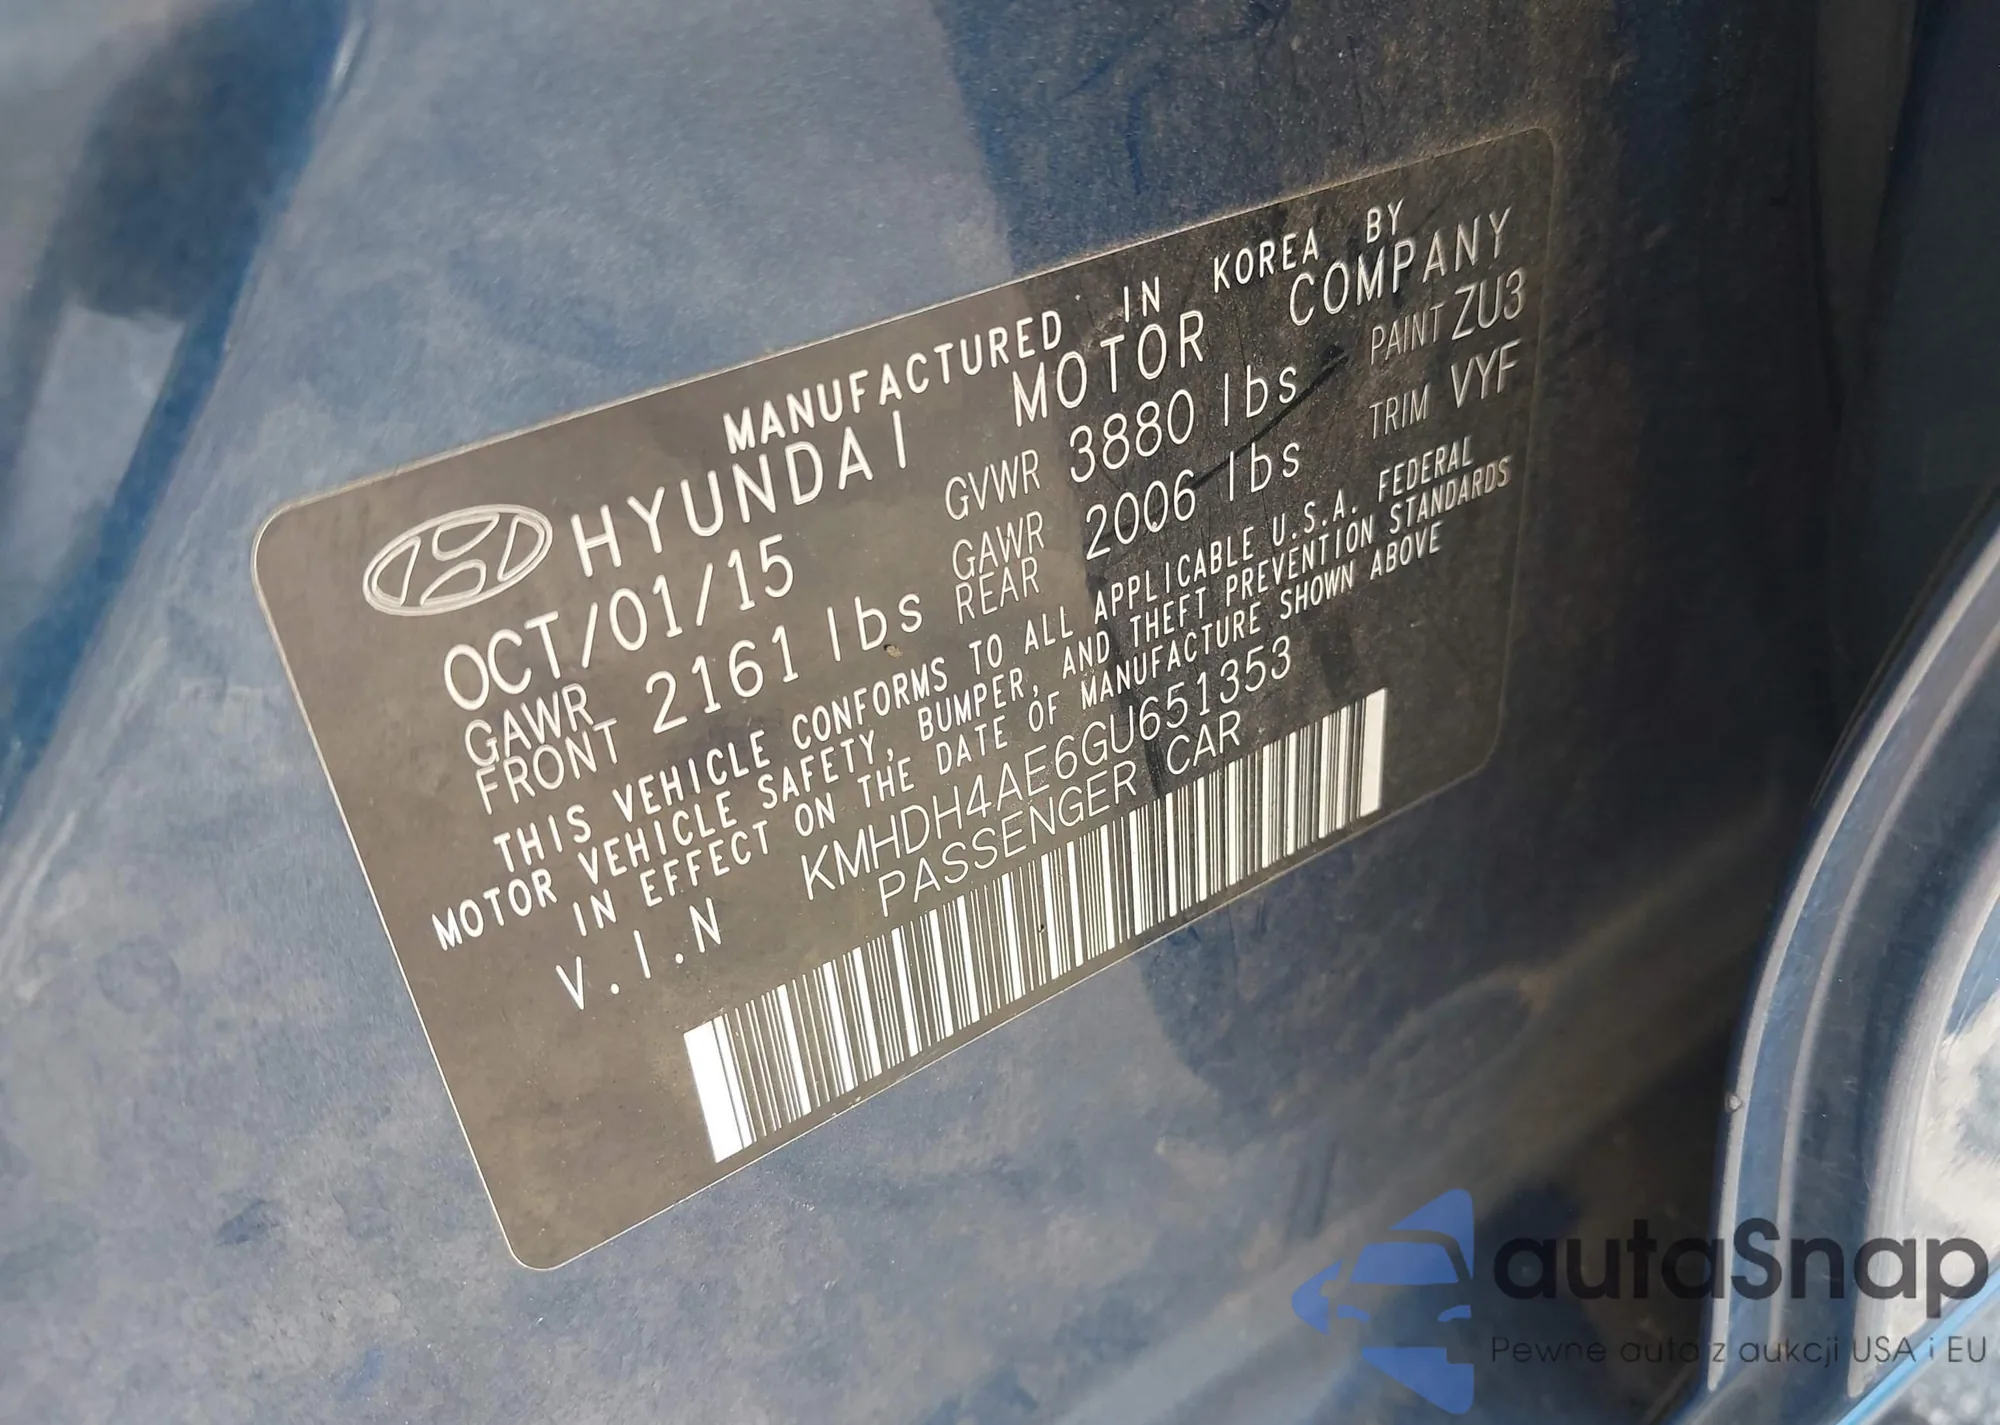 MANUFACTURED IN KOREA BY
HYUNDAI MOTOR COMPANY
OCT/01/15 GVWR 3880 lbs PAINT ZU3
GAWR FRONT 2161 lbs GAWR REAR 2006 lbs TRIM VYF
THIS VEHICLE CONFORMS TO ALL APPLICABLE U.S.A. FEDERAL
MOTOR VEHICLE SAFETY, BUMPER, AND THEFT PREVENTION STANDARDS
IN EFFECT ON THE DATE OF MANUFACTURE SHOWN ABOVE
V.I.N KMHDH4AE6GU651353
PASSENGER CAR
autaSnap
Pewne auta z aukcji USA i EU